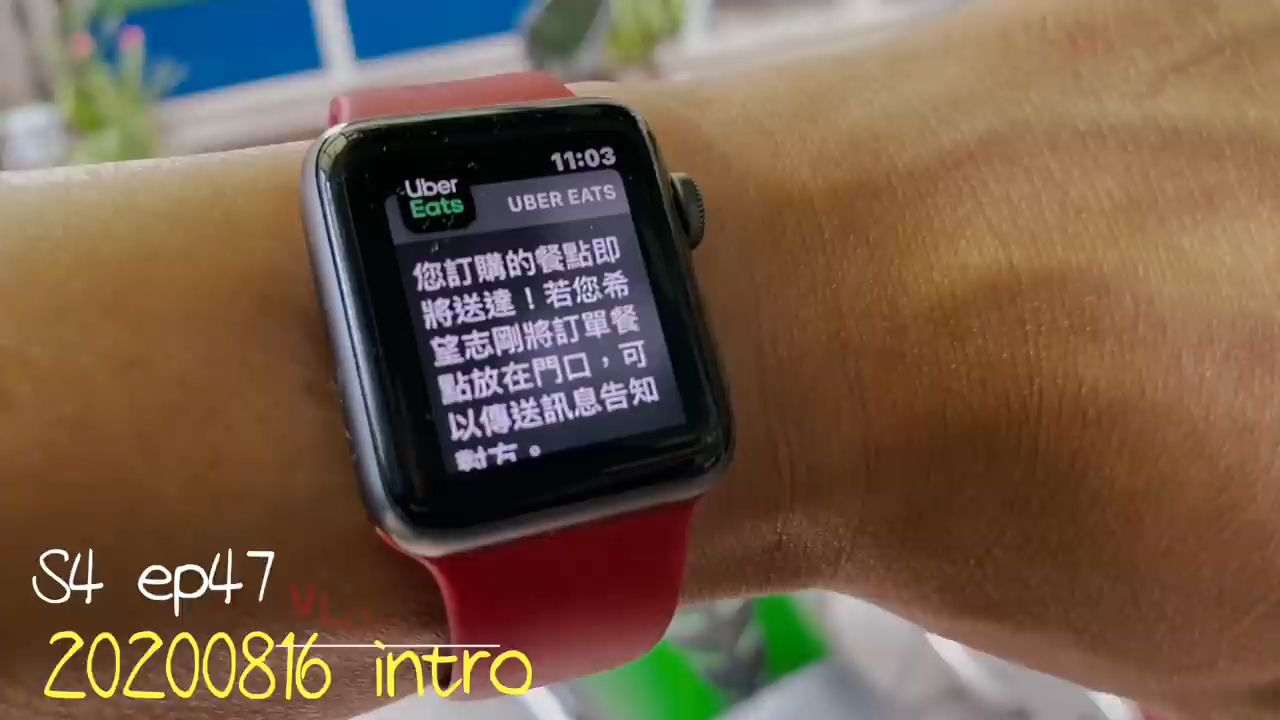 11:03
Uber
Eats
UBER EATS
您訂購的餐點即
將送達！若您希
望志剛將訂單餐
點放在門口，可
以傳送訊息告知
對方。
S4 ep47
20200816 intro